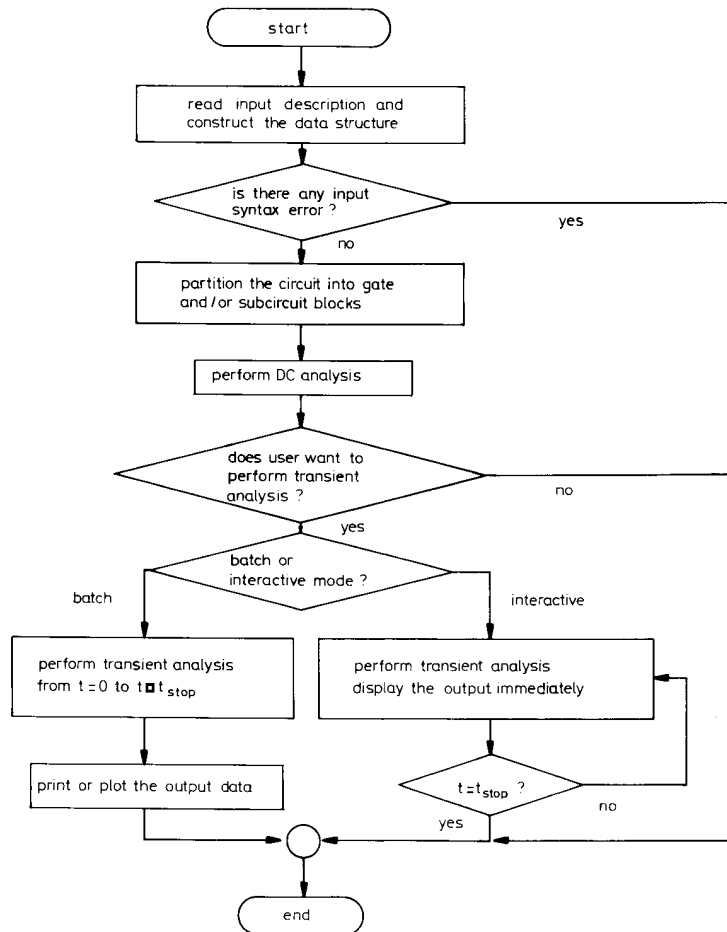 start
read input description and
construct the data structure
is there any input
syntax error ?
yes
no
partition the circuit into gate
and/or subcircuit blocks
perform DC analysis
does user want to
perform transient
analysis ?
no
yes
batch or
interactive mode ?
batch
interactive
perform transient analysis
from t=0 to t=t_stop
perform transient analysis
display the output immediately
print or plot the output data
t=t_stop ?
no
yes
end